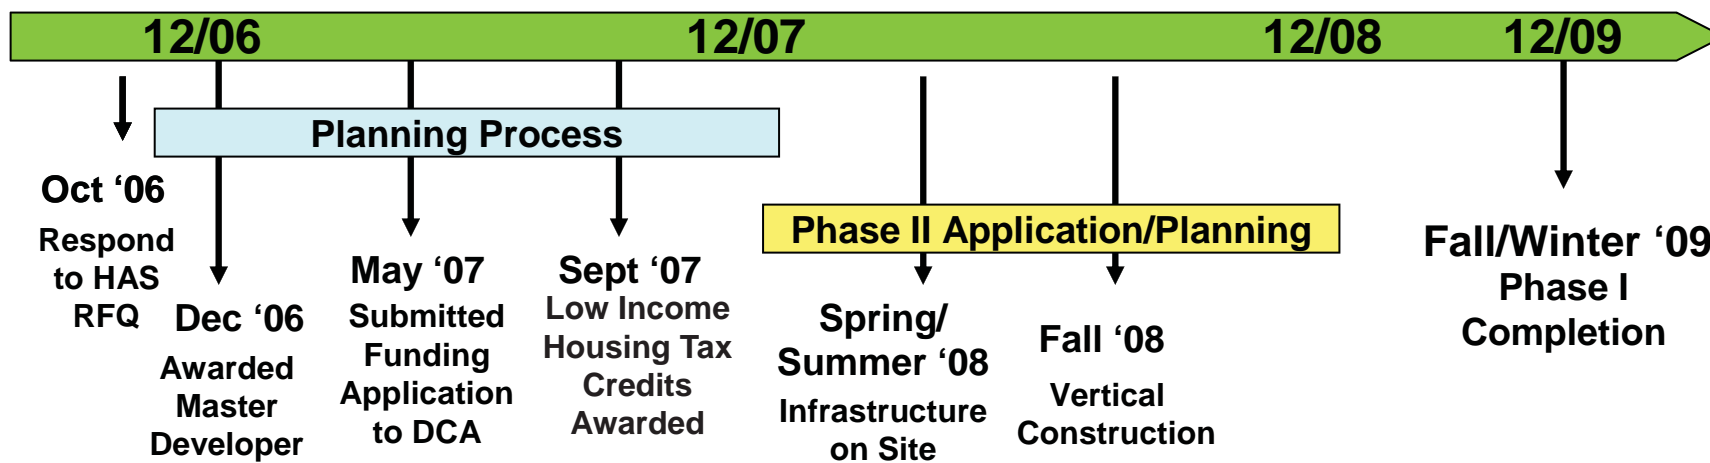 12/06
12/07
12/08
12/09
Planning Process
Phase II Application/Planning
Oct ‘06
Respond
to HAS
RFQ
Dec ‘06
Awarded
Master
Developer
May ‘07
Submitted
Funding
Application
to DCA
Sept ‘07
Low Income
Housing Tax
Credits
Awarded
Spring/
Summer ‘08
Infrastructure
on Site
Fall ‘08
Vertical
Construction
Fall/Winter ‘09
Phase I
Completion